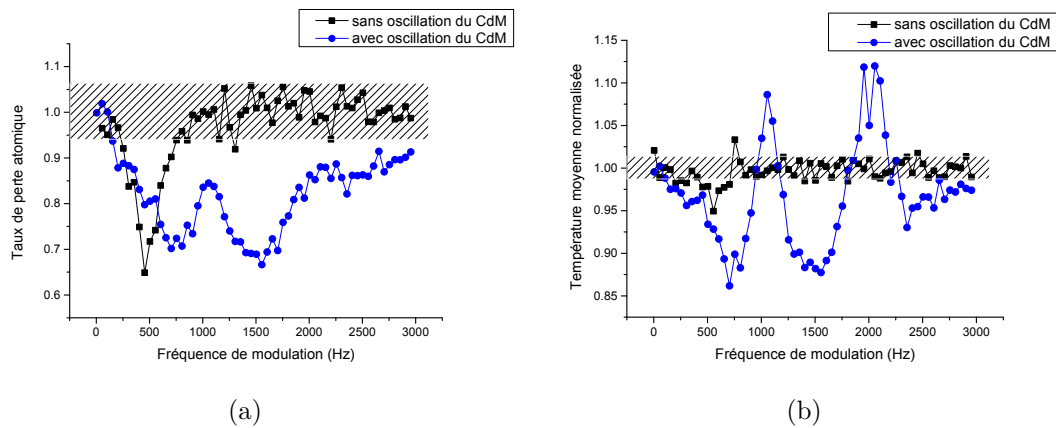 sans oscillation du CdM
avec oscillation du CdM
1.1
1.0
0.9
0.8
0.7
0.6
Taux de perte atomique
0
500
1000
1500
2000
2500
3000
Fréquence de modulation (Hz)
(a)
sans oscillation du CdM
avec oscillation du CdM
1.15
1.10
1.05
1.00
0.95
0.90
0.85
Température moyenne normalisée
0
500
1000
1500
2000
2500
3000
Fréquence de modulation (Hz)
(b)